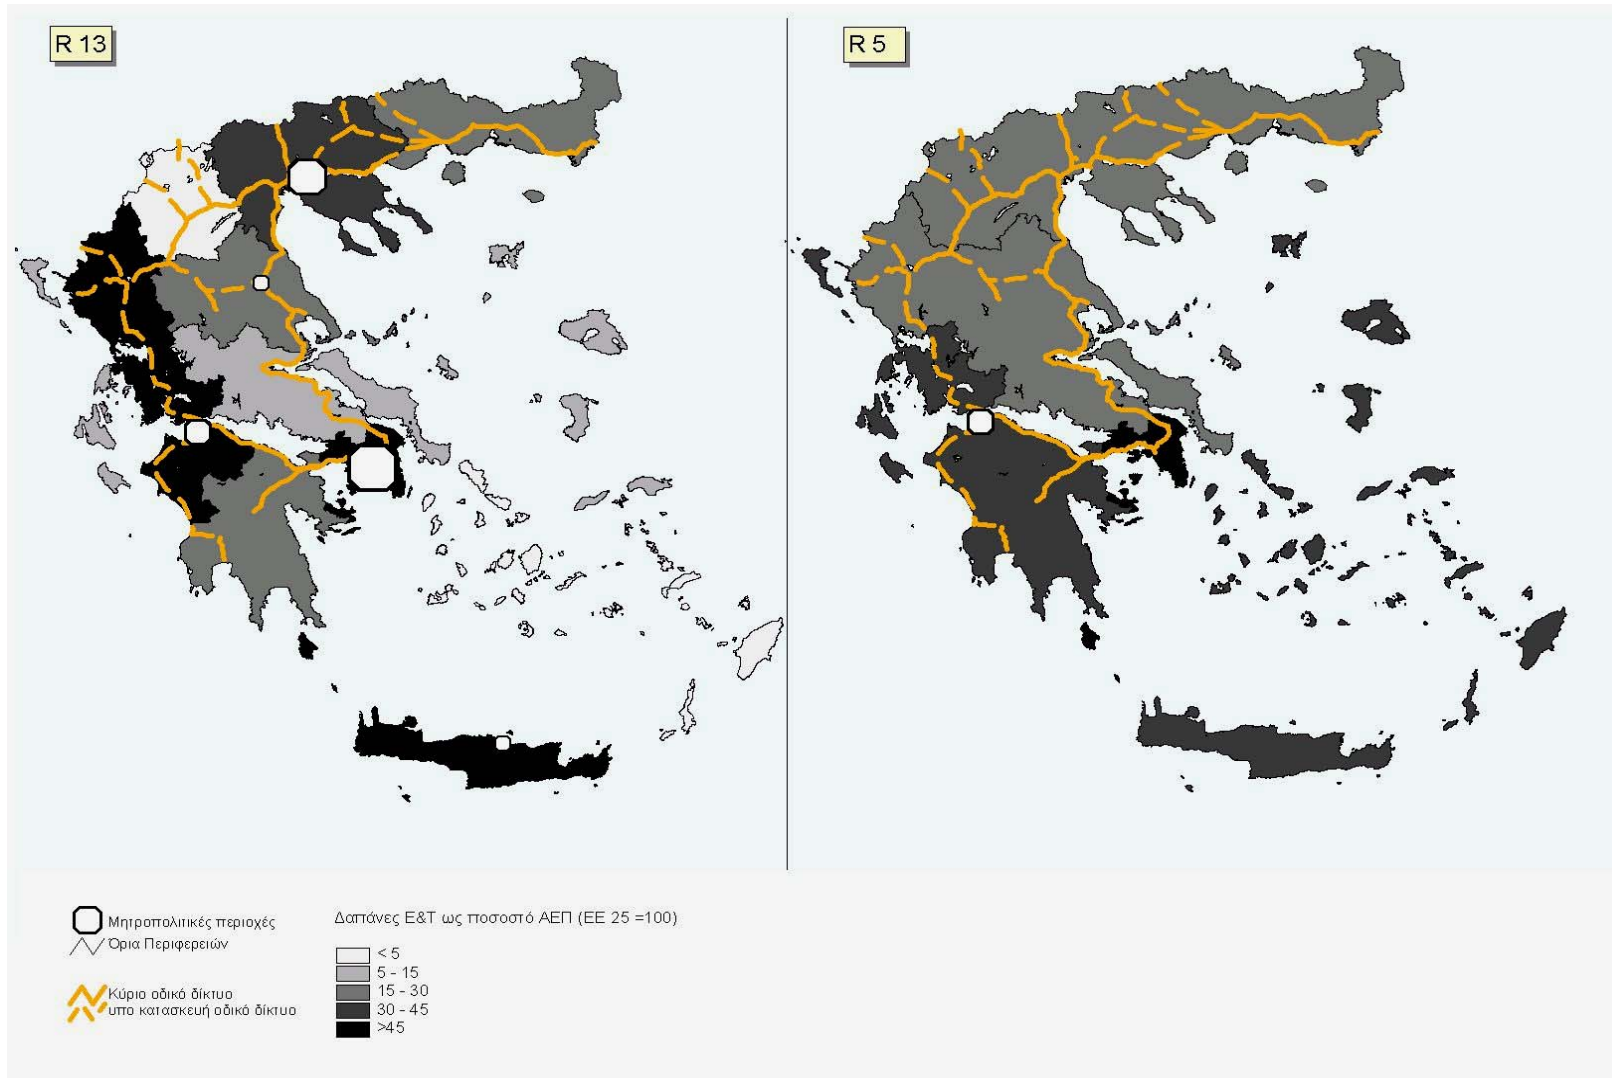 R 13
R 5
Μητροπολιτικές περιοχές
Όρια Περιφερειών
Κύριο οδικό δίκτυο
υπο κατασκευή οδικό δίκτυο
Δαπάνες Ε&Τ ως ποσοστό ΑΕΠ (ΕΕ 25 =100)
< 5
5 - 15
15 - 30
30 - 45
>45